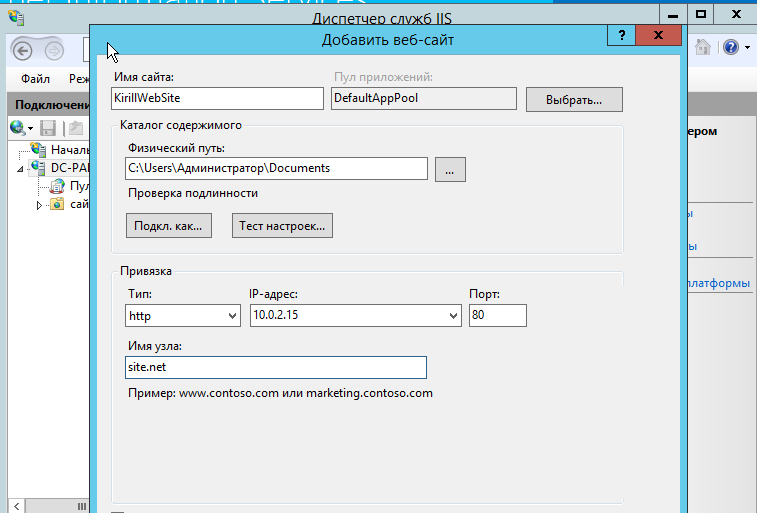 Диспетчер служб IIS
Добавить веб-сайт
?
X
Файл
Реж
Подключени
Началь
DC-PAI
Пул
сай
Имя сайта:
Пул приложений:
KirillWebSite
DefaultAppPool
Выбрать...
Каталог содержимого
Физический путь:
C:\Users\Администратор\Documents
...
Проверка подлинности
Подкл. как...
Тест настроек...
Привязка
Тип:
IP-адрес:
Порт:
http
10.0.2.15
80
Имя узла:
site.net
Пример: www.contoso.com или marketing.contoso.com
ером
ы
ы
латформы